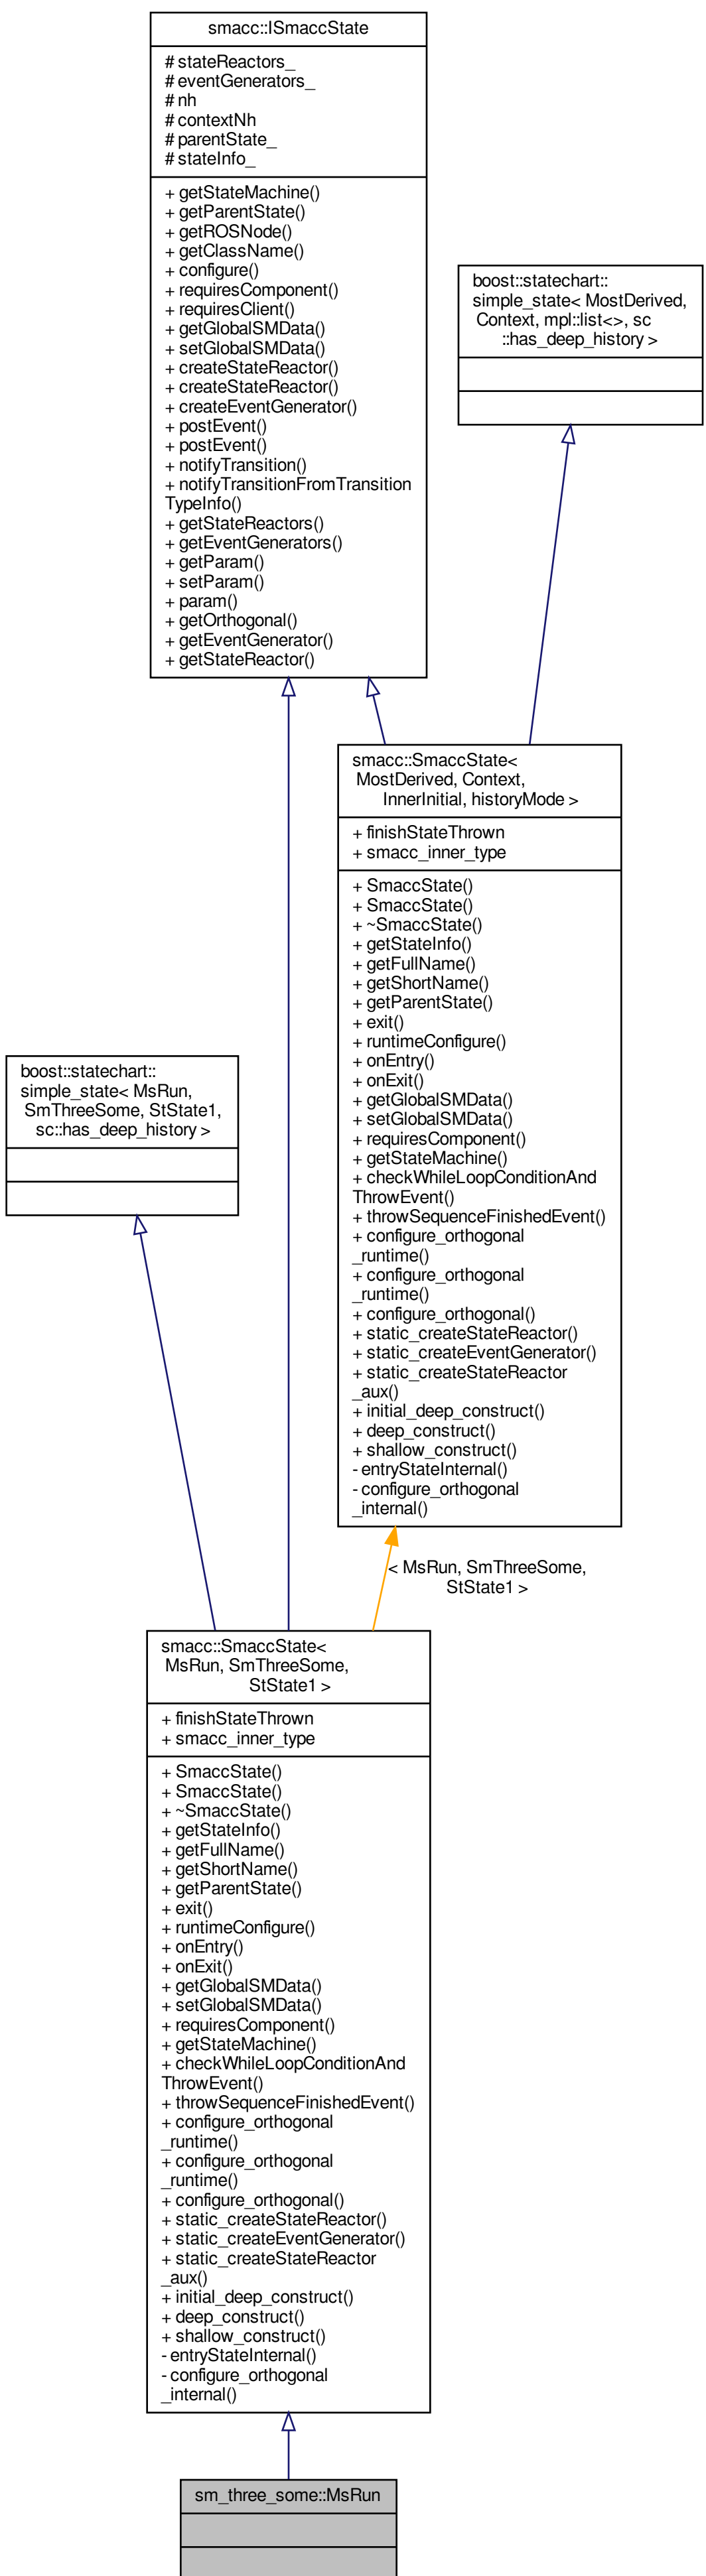 smacc::ISmaccState
# stateReactors_
# eventGenerators_
# nh
# contextNh
# parentState_
# stateInfo_
+ getStateMachine()
+ getParentState()
+ getROSNode()
+ getClassName()
+ configure()
+ requiresComponent()
+ requiresClient()
+ getGlobalSMData()
+ setGlobalSMData()
+ createStateReactor()
+ createStateReactor()
+ createEventGenerator()
+ postEvent()
+ postEvent()
+ notifyTransition()
+ notifyTransitionFromTransition
TypeInfo()
+ getStateReactors()
+ getEventGenerators()
+ getParam()
+ setParam()
+ param()
+ getOrthogonal()
+ getEventGenerator()
+ getStateReactor()
boost::statechart::
simple_state< MostDerived,
Context, mpl::list<>, sc
::has_deep_history >
smacc::SmaccState<
MostDerived, Context,
InnerInitial, historyMode >
+ finishStateThrown
+ smacc_inner_type
+ SmaccState()
+ SmaccState()
+ ~SmaccState()
+ getStateInfo()
+ getFullName()
+ getShortName()
+ getParentState()
+ exit()
+ runtimeConfigure()
+ onEntry()
+ onExit()
+ getGlobalSMData()
+ setGlobalSMData()
+ requiresComponent()
+ getStateMachine()
+ checkWhileLoopConditionAnd
ThrowEvent()
+ throwSequenceFinishedEvent()
+ configure_orthogonal
_runtime()
+ configure_orthogonal
_runtime()
+ configure_orthogonal()
+ static_createStateReactor()
+ static_createEventGenerator()
+ static_createStateReactor
_aux()
+ initial_deep_construct()
+ deep_construct()
+ shallow_construct()
- entryStateInternal()
- configure_orthogonal
_internal()
boost::statechart::
simple_state< MsRun,
SmThreeSome, StState1,
sc::has_deep_history >
< MsRun, SmThreeSome,
StState1 >
smacc::SmaccState<
MsRun, SmThreeSome,
StState1 >
+ finishStateThrown
+ smacc_inner_type
+ SmaccState()
+ SmaccState()
+ ~SmaccState()
+ getStateInfo()
+ getFullName()
+ getShortName()
+ getParentState()
+ exit()
+ runtimeConfigure()
+ onEntry()
+ onExit()
+ getGlobalSMData()
+ setGlobalSMData()
+ requiresComponent()
+ getStateMachine()
+ checkWhileLoopConditionAnd
ThrowEvent()
+ throwSequenceFinishedEvent()
+ configure_orthogonal
_runtime()
+ configure_orthogonal
_runtime()
+ configure_orthogonal()
+ static_createStateReactor()
+ static_createEventGenerator()
+ static_createStateReactor
_aux()
+ initial_deep_construct()
+ deep_construct()
+ shallow_construct()
- entryStateInternal()
- configure_orthogonal
_internal()
sm_three_some::MsRun